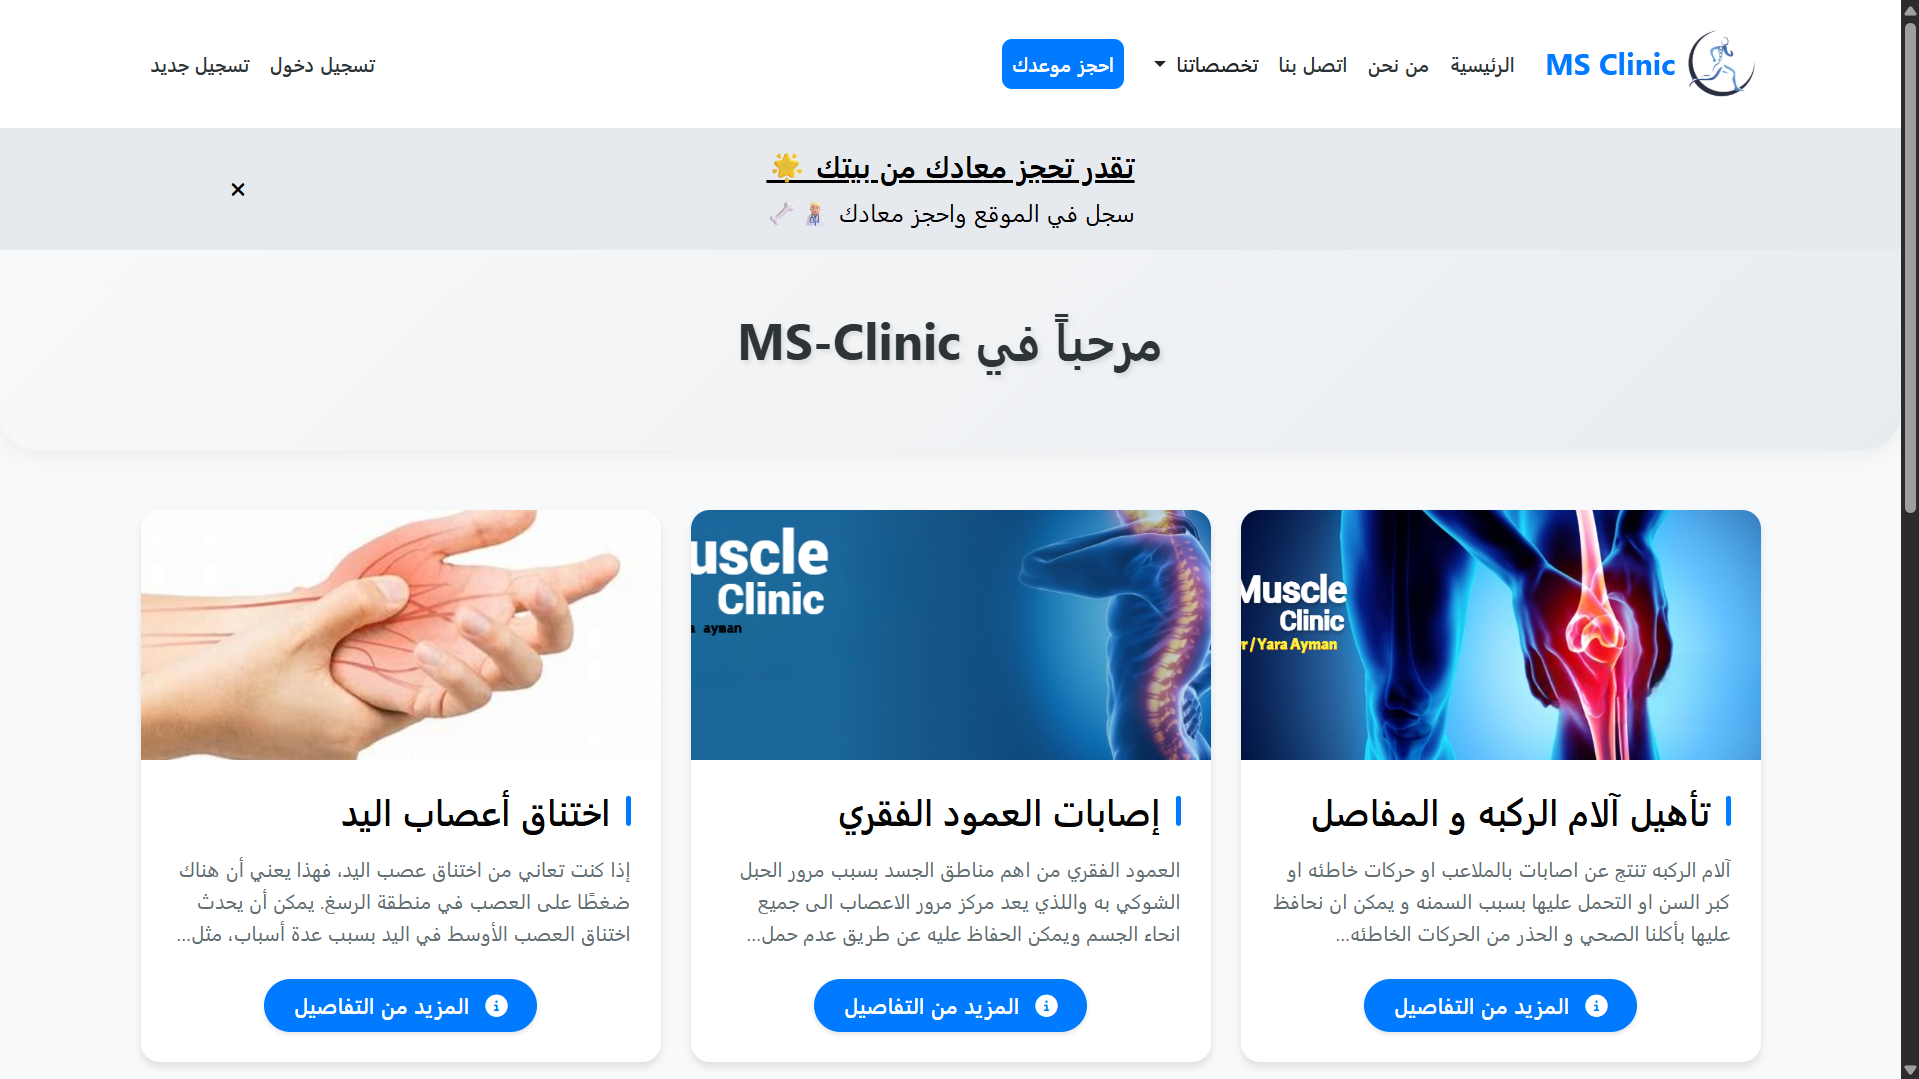 MS Clinic
الرئيسية
من نحن
اتصل بنا
تخصصاتنا
احجز موعدك
تسجيل دخول
تسجيل جديد
تقدر تحجز معادك من بيتك 🌟
سجل في الموقع واحجز معادك 👩🏼‍⚕️ 🦴
×
مرحباً في MS-Clinic
Muscle
Clinic
r / Yara Ayman
تأهيل آلام الركبه و المفاصل
آلام الركبه تنتج عن اصابات بالملاعب او حركات خاطئه او
كبر السن او التحمل عليها بسبب السمنه و يمكن ان نحافظ
عليها بأكلنا الصحي و الحذر من الحركات الخاطئه...
المزيد من التفاصيل
uscle
Clinic
a ayman
إصابات العمود الفقري
العمود الفقري من اهم مناطق الجسد بسبب مرور الحبل
الشوكي به واللذي يعد مركز مرور الاعصاب الى جميع
انحاء الجسم ويمكن الحفاظ عليه عن طريق عدم حمل...
المزيد من التفاصيل
اختناق أعصاب اليد
إذا كنت تعاني من اختناق عصب اليد، فهذا يعني أن هناك
ضغطًا على العصب في منطقة الرسغ. يمكن أن يحدث
اختناق العصب الأوسط في اليد بسبب عدة أسباب، مثل...
المزيد من التفاصيل